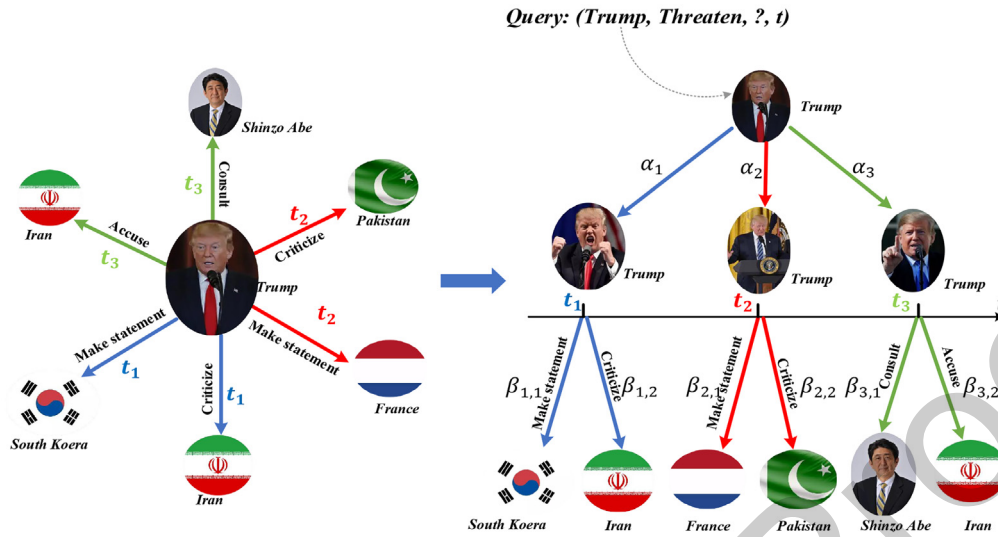 Query: (Trump, Threaten, ?, t)
Shinzo Abe
t₃
Consult
Iran
Accuse
t₃
t₂
Criticize
Pakistan
Trump
Make statement
t₁
t₂
Make statement
Criticize
t₁
South Koera
France
Iran
Trump
α₁
α₂
α₃
Trump
Trump
Trump
t₁
t₂
t₃
β₁,₁
Make statement
Criticize
β₁,₂
β₂,₁
Make statement
Criticize
β₂,₂
β₃,₁
Consult
Accuse
β₃,₂
South Koera
Iran
France
Pakistan
Shinzo Abe
Iran